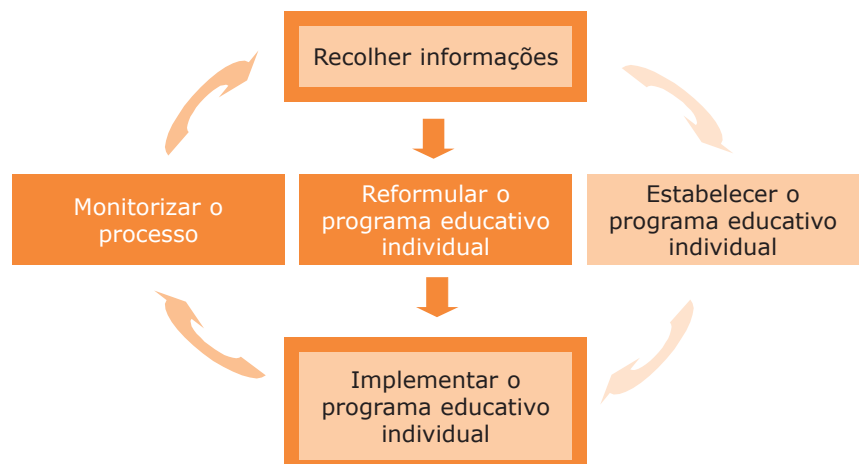 Recolher informações
Monitorizar o
processo
Reformular o
programa educativo
individual
Estabelecer o
programa educativo
individual
Implementar o
programa educativo
individual